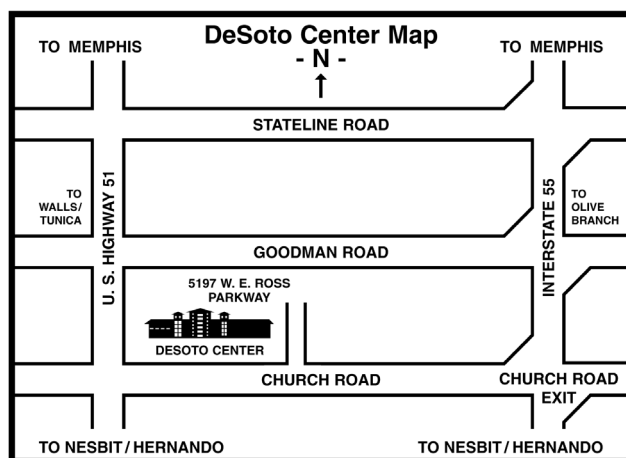 DeSoto Center Map
TO MEMPHIS
- N -
TO MEMPHIS
STATELINE ROAD
TO
WALLS/
TUNICA
U. S. HIGHWAY 51
INTERSTATE 55
TO
OLIVE
BRANCH
GOODMAN ROAD
5197 W. E. ROSS
PARKWAY
DESOTO CENTER
CHURCH ROAD
CHURCH ROAD
EXIT
TO NESBIT / HERNANDO
TO NESBIT / HERNANDO